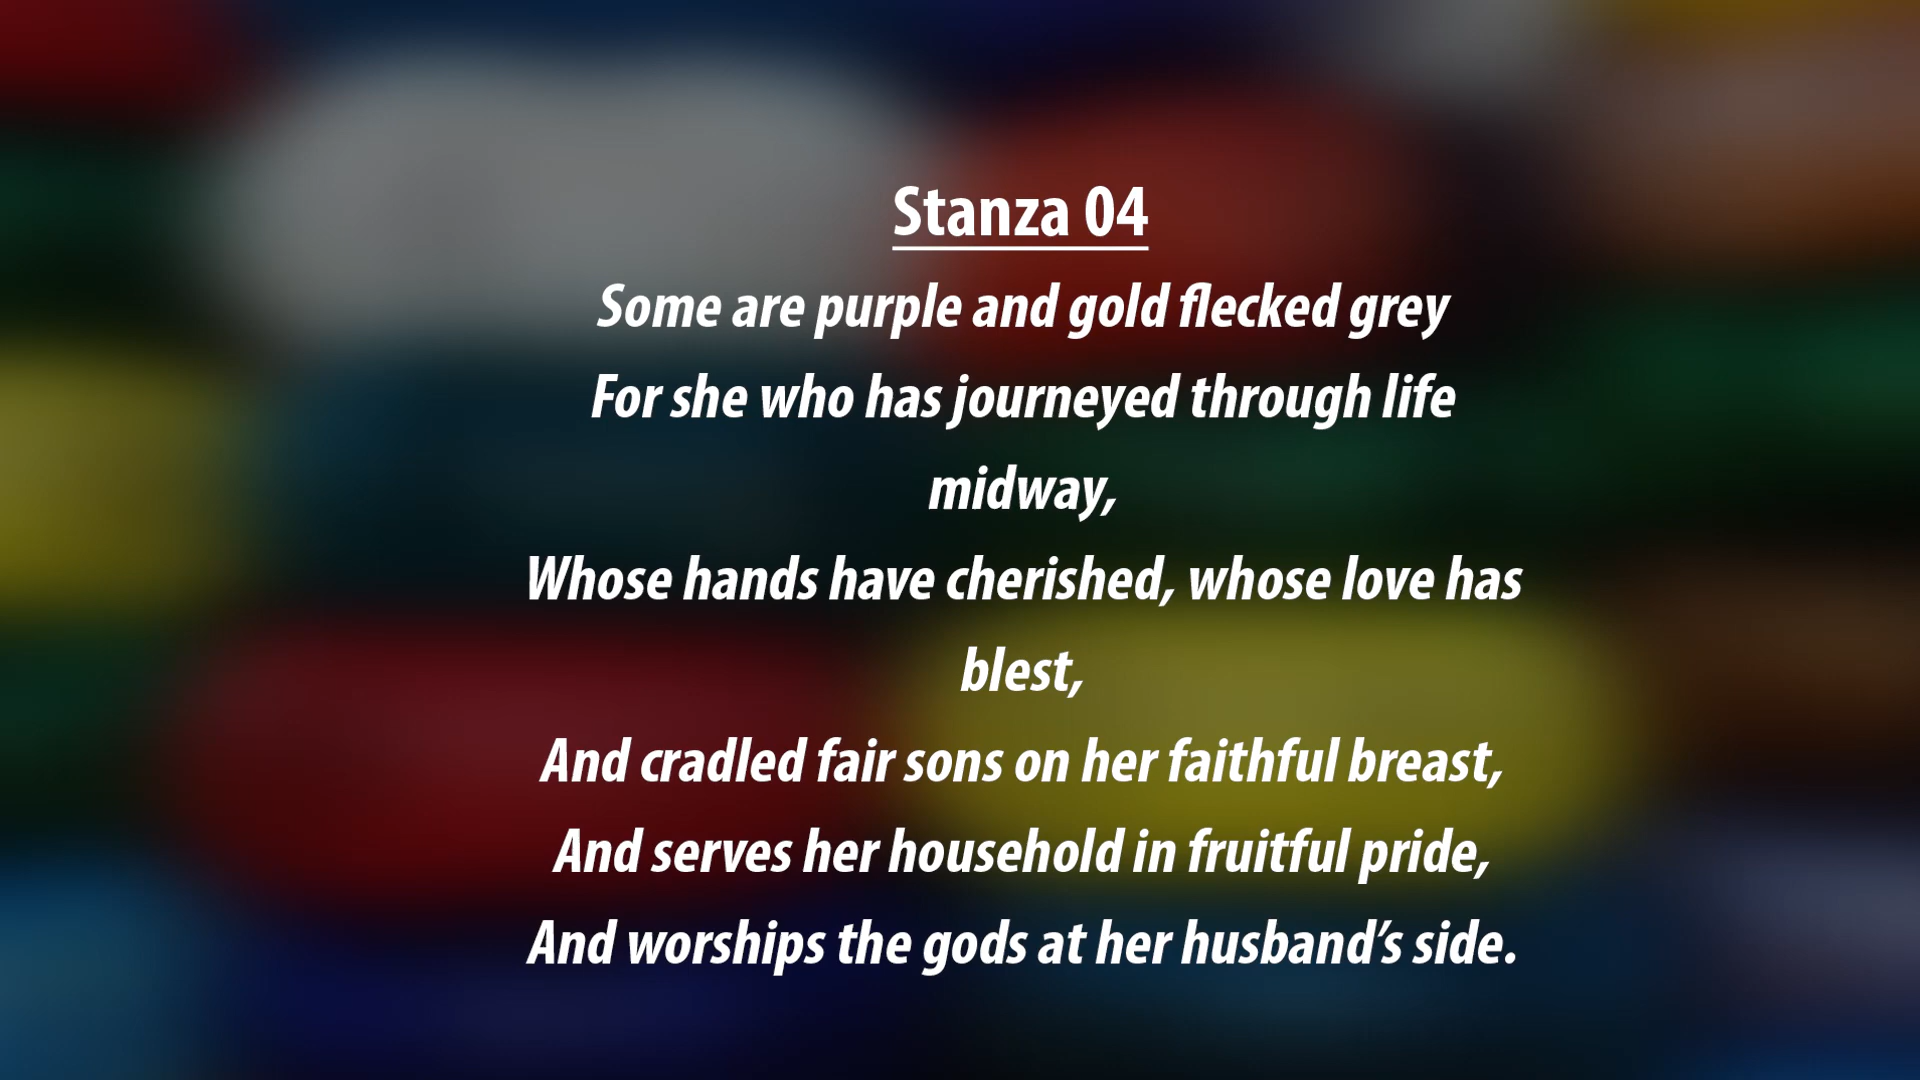 Stanza 04
Some are purple and gold flecked grey
For she who has journeyed through life
midway,
Whose hands have cherished, whose love has
blest,
And cradled fair sons on her faithful breast,
And serves her household in fruitful pride,
And worships the gods at her husband’s side.